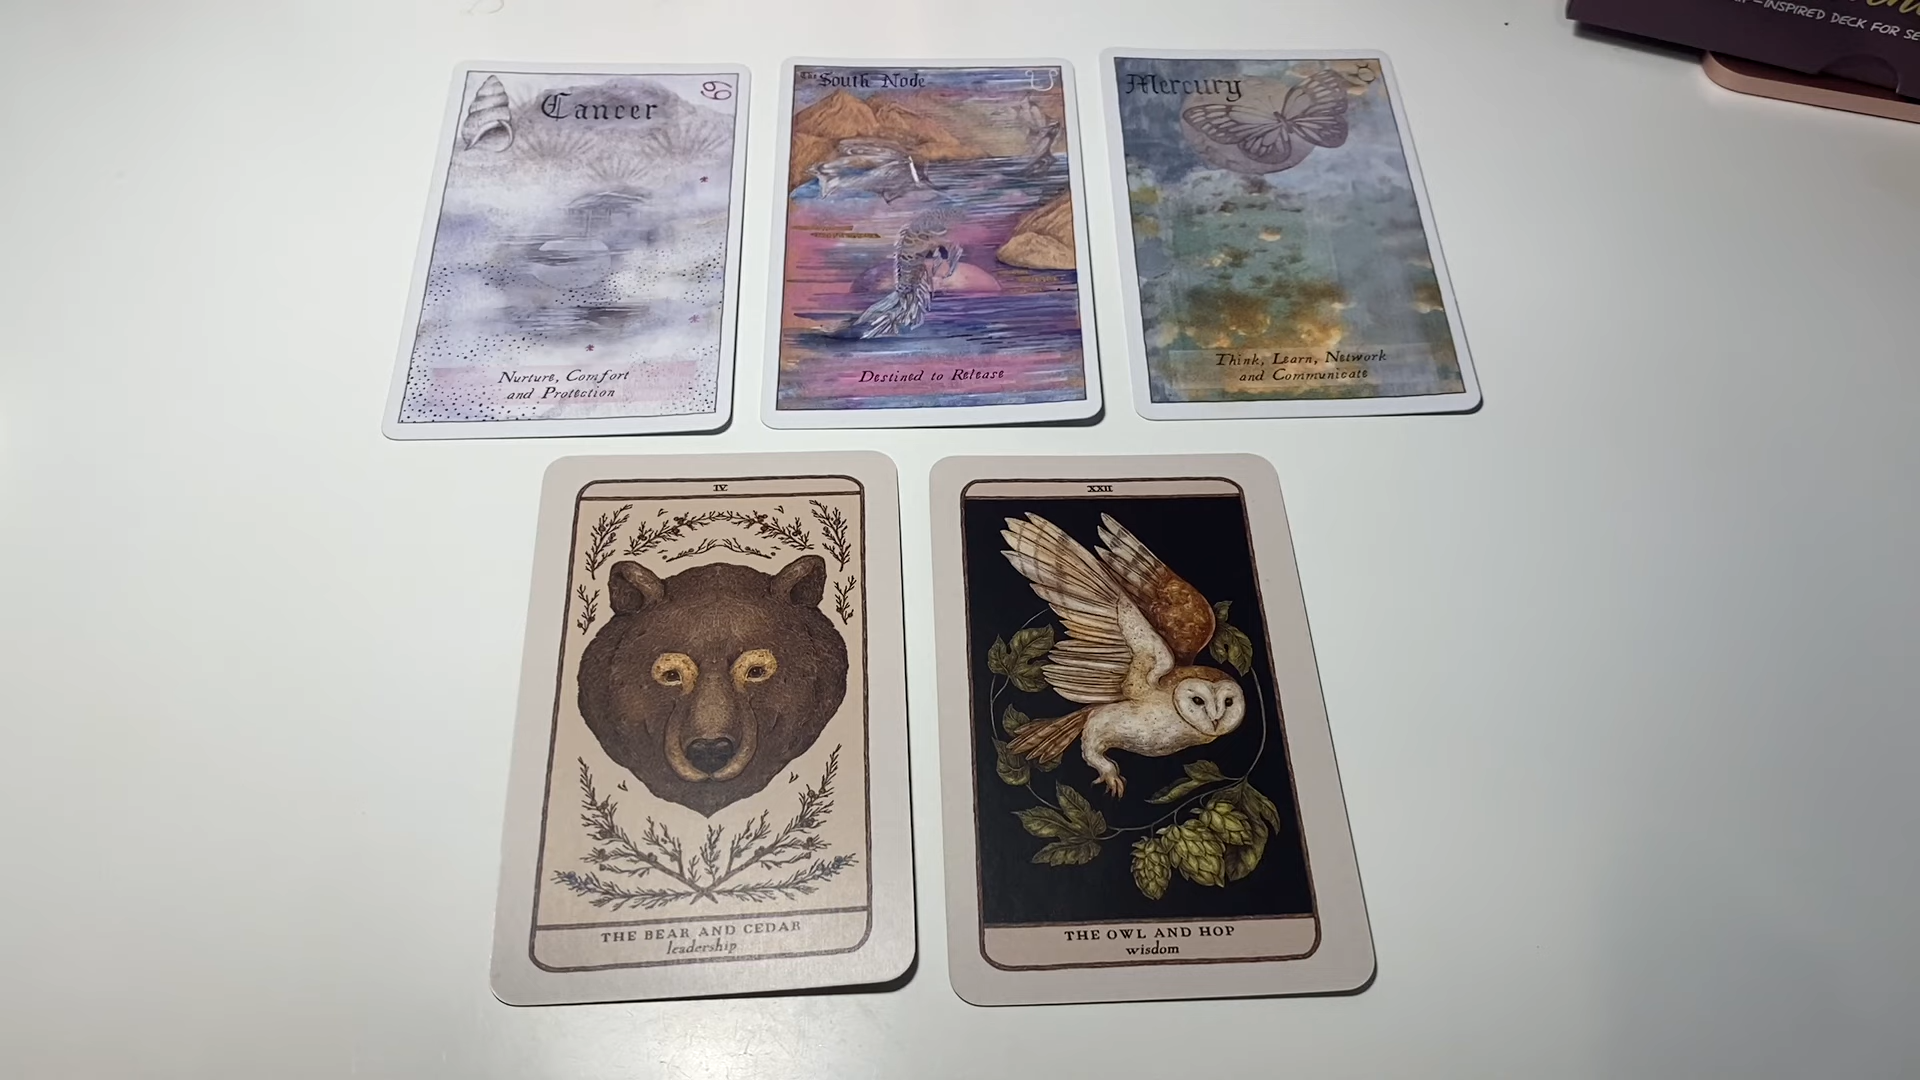 Cancer
Nurture, Comfort
and Protection
The South Node
Destined to Release
Mercury
Think, Learn, Network
and Communicate
-INSPIRED DECK FOR SE
IV
THE BEAR AND CEDAR
leadership
XXII
THE OWL AND HOP
wisdom